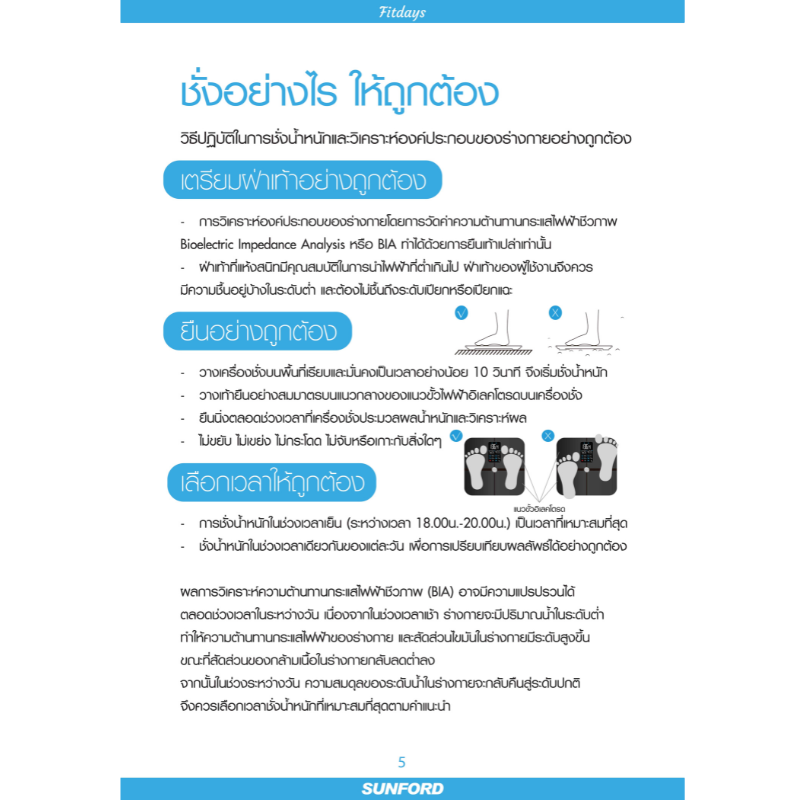 Fitdays
ชั่งอย่างไร ให้ถูกต้อง
วิธีปฏิบัติในการชั่งน้ำหนักและวิเคราะห์องค์ประกอบของร่างกายอย่างถูกต้อง
เตรียมฝ่าเท้าอย่างถูกต้อง
- การวิเคราะห์องค์ประกอบของร่างกายโดยการวัดค่าความต้านทานกระแสไฟฟ้าชีวภาพ
Bioelectric Impedance Analysis หรือ BIA ทำได้ด้วยการยืนเท้าเปล่าเท่านั้น
- ฝ่าเท้าที่แห้งสนิทมีคุณสมบัติในการนำไฟฟ้าที่ต่ำเกินไป ฝ่าเท้าของผู้ใช้งานจึงควร
มีความชื้นอยู่บ้างในระดับต่ำ และต้องไม่ชื้นถึงระดับเปียกหรือเปียกแฉะ
ยืนอย่างถูกต้อง
- วางเครื่องชั่งบนพื้นที่เรียบและมั่นคงเป็นเวลาอย่างน้อย 10 วินาที จึงเริ่มชั่งน้ำหนัก
- วางเท้ายืนอย่างสมมาตรบนแนวกลางของแนวขั้วไฟฟ้าอิเลคโตรดบนเครื่องชั่ง
- ยืนนิ่งตลอดช่วงเวลาที่เครื่องชั่งประมวลผลน้ำหนักและวิเคราะห์ผล
- ไม่ขยับ ไม่เขย่ง ไม่กระโดด ไม่จับหรือเกาะกับสิ่งใดๆ
แนวขั้วอิเลคโตรด
เลือกเวลาให้ถูกต้อง
- การชั่งน้ำหนักในช่วงเวลาเย็น (ระหว่างเวลา 18.00น.-20.00น.) เป็นเวลาที่เหมาะสมที่สุด
- ชั่งน้ำหนักในช่วงเวลาเดียวกันของแต่ละวัน เพื่อการเปรียบเทียบผลลัพธ์ได้อย่างถูกต้อง
ผลการวิเคราะห์ความต้านทานกระแสไฟฟ้าชีวภาพ (BIA) อาจมีความแปรปรวนได้
ตลอดช่วงเวลาในระหว่างวัน เนื่องจากในช่วงเวลาเช้า ร่างกายจะมีปริมาณน้ำในระดับต่ำ
ทำให้ความต้านทานกระแสไฟฟ้าของร่างกาย และสัดส่วนไขมันในร่างกายมีระดับสูงขึ้น
ขณะที่สัดส่วนของกล้ามเนื้อในร่างกายกลับลดต่ำลง
จากนั้นในช่วงระหว่างวัน ความสมดุลของระดับน้ำในร่างกายจะกลับคืนสู่ระดับปกติ
จึงควรเลือกเวลาชั่งน้ำหนักที่เหมาะสมที่สุดตามคำแนะนำ
5
SUNFORD